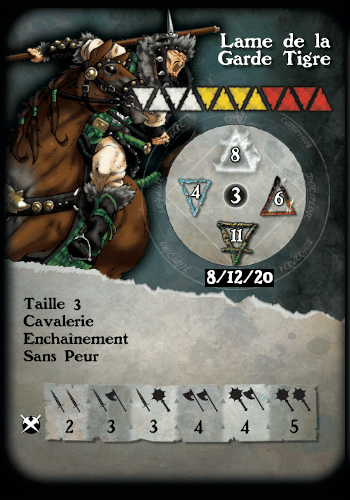 Lame de la
Garde Tigre
8
4
3
6
11
8/12/20
Taille 3
Cavalerie
Enchaînement
Sans Peur
2 3 3 4 4 5